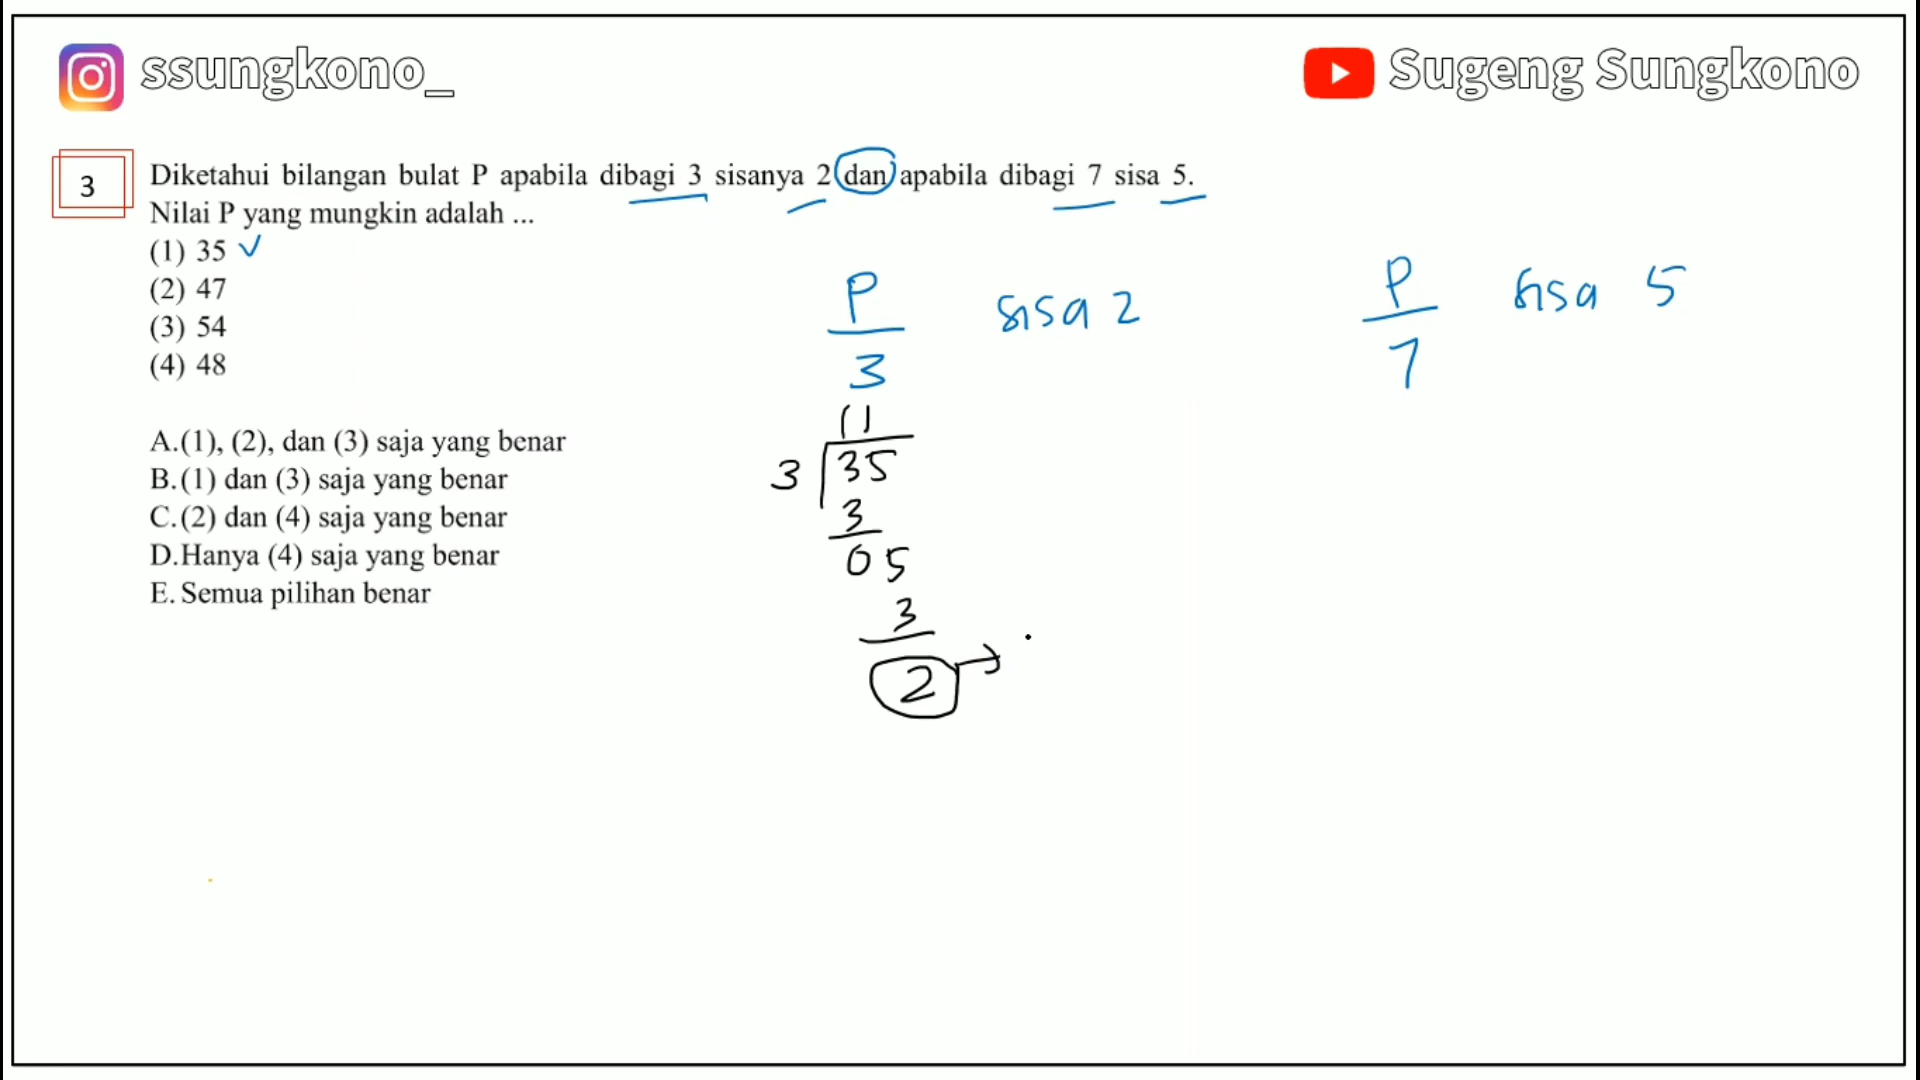 ssungkono_
Sugeng Sungkono
3
Diketahui bilangan bulat P apabila dibagi 3 sisanya 2 dan apabila dibagi 7 sisa 5.
Nilai P yang mungkin adalah ...
(1) 35 ✓
(2) 47
(3) 54
(4) 48
A.(1), (2), dan (3) saja yang benar
B.(1) dan (3) saja yang benar
C.(2) dan (4) saja yang benar
D.Hanya (4) saja yang benar
E. Semua pilihan benar
P
3
sisa 2
P
7
sisa 5
11
3 35
3
05
3
2 →